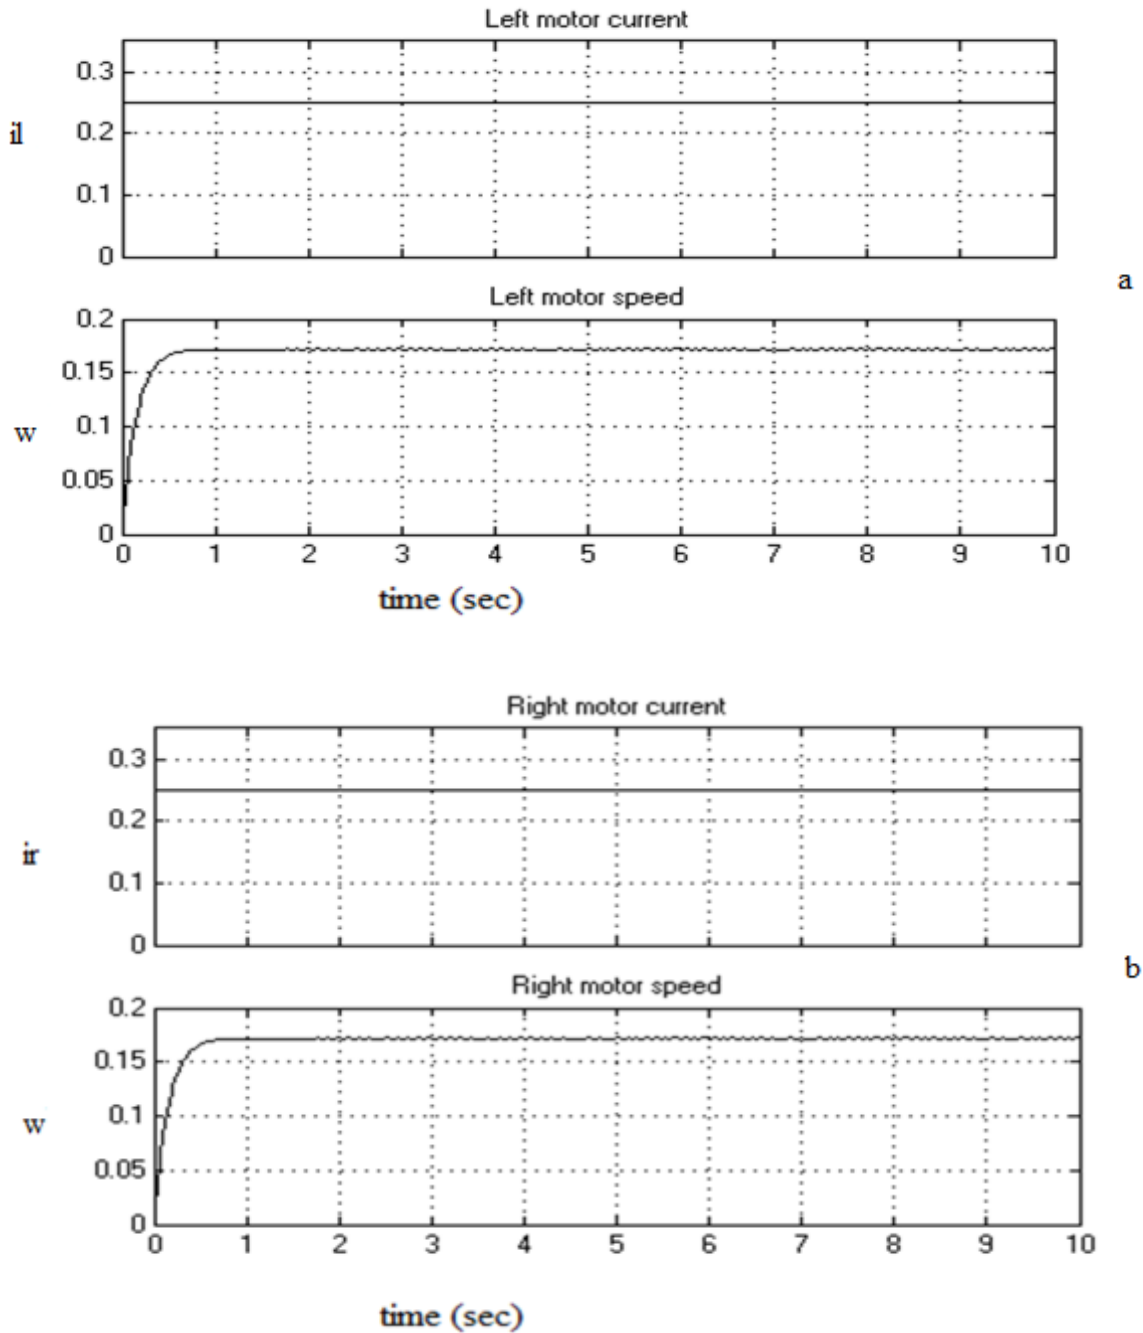 Left motor current
0.3
0.2
0.1
0
il
a
Left motor speed
0.2
0.15
0.1
0.05
0
w
0 1 2 3 4 5 6 7 8 9 10
time (sec)
Right motor current
0.3
0.2
0.1
0
ir
b
Right motor speed
0.2
0.15
0.1
0.05
0
w
0 1 2 3 4 5 6 7 8 9 10
time (sec)